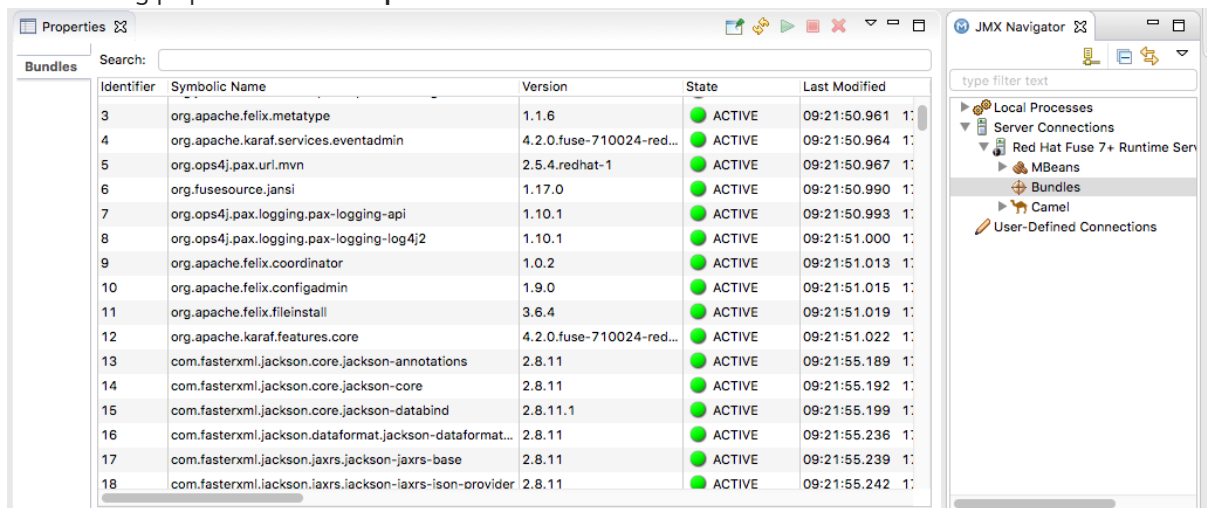 Properties
Bundles
Search:
Identifier Symbolic Name Version State Last Modified
3 org.apache.felix.metatype 1.1.6 ACTIVE 09:21:50.961
4 org.apache.karaf.services.eventadmin 4.2.0.fuse-710024-red... ACTIVE 09:21:50.964
5 org.ops4j.pax.url.mvn 2.5.4.redhat-1 ACTIVE 09:21:50.967
6 org.fusesource.jansi 1.17.0 ACTIVE 09:21:50.990
7 org.ops4j.pax.logging.pax-logging-api 1.10.1 ACTIVE 09:21:50.993
8 org.ops4j.pax.logging.pax-logging-log4j2 1.10.1 ACTIVE 09:21:51.000
9 org.apache.felix.coordinator 1.0.2 ACTIVE 09:21:51.013
10 org.apache.felix.configadmin 1.9.0 ACTIVE 09:21:51.015
11 org.apache.felix.fileinstall 3.6.4 ACTIVE 09:21:51.019
12 org.apache.karaf.features.core 4.2.0.fuse-710024-red... ACTIVE 09:21:51.022
13 com.fasterxml.jackson.core.jackson-annotations 2.8.11 ACTIVE 09:21:55.189
14 com.fasterxml.jackson.core.jackson-core 2.8.11 ACTIVE 09:21:55.192
15 com.fasterxml.jackson.core.jackson-databind 2.8.11.1 ACTIVE 09:21:55.199
16 com.fasterxml.jackson.dataformat.jackson-dataformat... 2.8.11 ACTIVE 09:21:55.236
17 com.fasterxml.jackson.jaxrs.jackson-jaxrs-base 2.8.11 ACTIVE 09:21:55.239
18 com.fasterxml.jackson.jaxrs.jackson-jaxrs-json-provider 2.8.11 ACTIVE 09:21:55.242
JMX Navigator
type filter text
Local Processes
Server Connections
Red Hat Fuse 7+ Runtime Serv
MBeans
Bundles
Camel
User-Defined Connections